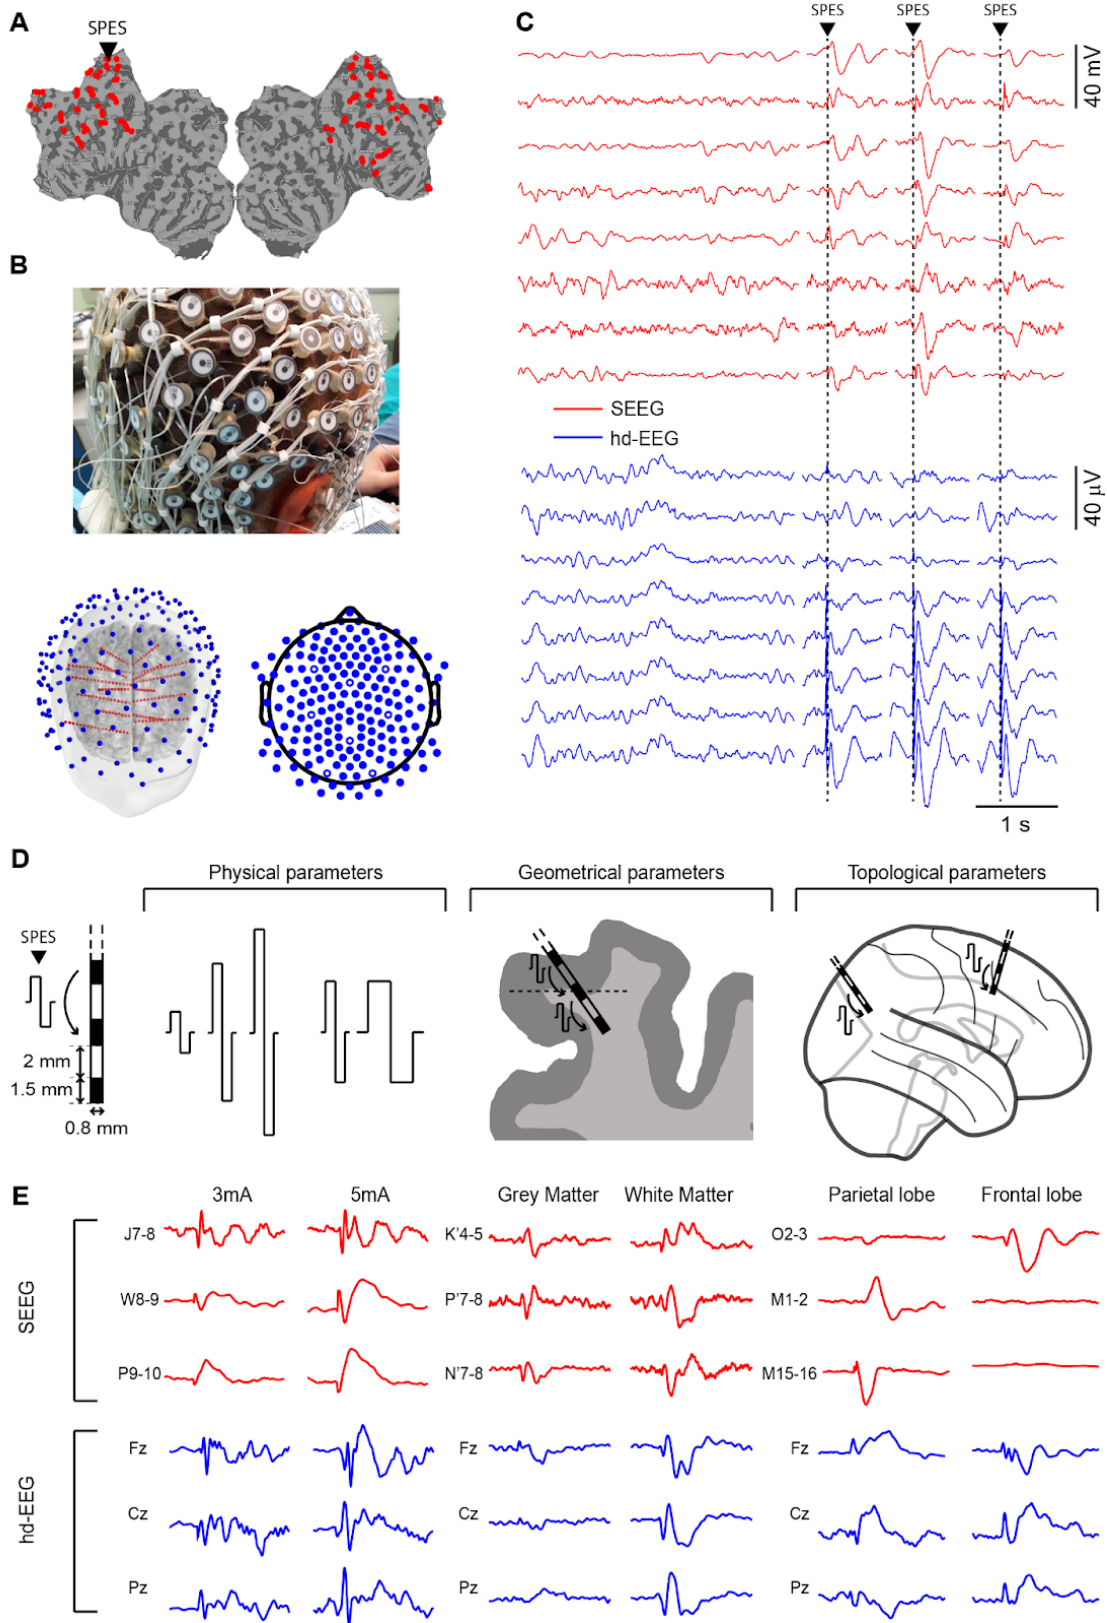 A
SPES
B
C
SPES
SPES
SPES
40 mV
SEEG
hd-EEG
40 µV
1 s
D
Physical parameters
Geometrical parameters
Topological parameters
SPES
2 mm
1.5 mm
0.8 mm
E
3mA
5mA
Grey Matter
White Matter
Parietal lobe
Frontal lobe
SEEG
J7-8
K'4-5
O2-3
W8-9
P'7-8
M1-2
P9-10
N'7-8
M15-16
hd-EEG
Fz
Fz
Fz
Cz
Cz
Cz
Pz
Pz
Pz